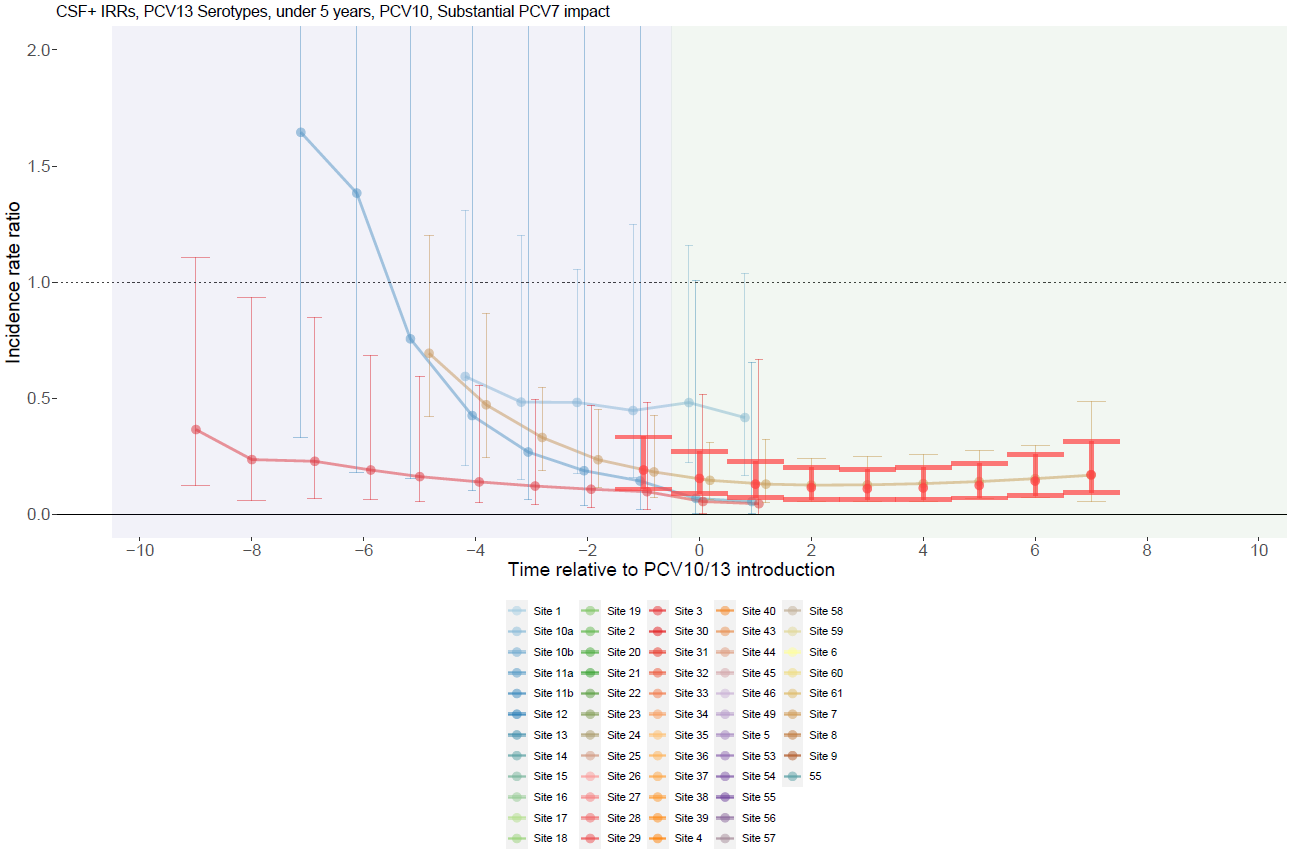 CSF+ IRRs, PCV13 Serotypes, under 5 years, PCV10, Substantial PCV7 impact
2.0
1.5
1.0
0.5
0.0
Incidence rate ratio
−10 −8 −6 −4 −2 0 2 4 6 8 10
Time relative to PCV10/13 introduction
Site 1 Site 19 Site 3 Site 40 Site 58
Site 10a Site 2 Site 30 Site 43 Site 59
Site 10b Site 20 Site 31 Site 44 Site 6
Site 11a Site 21 Site 32 Site 45 Site 60
Site 11b Site 22 Site 33 Site 46 Site 61
Site 12 Site 23 Site 34 Site 49 Site 7
Site 13 Site 24 Site 35 Site 5 Site 8
Site 14 Site 25 Site 36 Site 53 Site 9
Site 15 Site 26 Site 37 Site 54 55
Site 16 Site 27 Site 38 Site 55
Site 17 Site 28 Site 39 Site 56
Site 18 Site 29 Site 4 Site 57